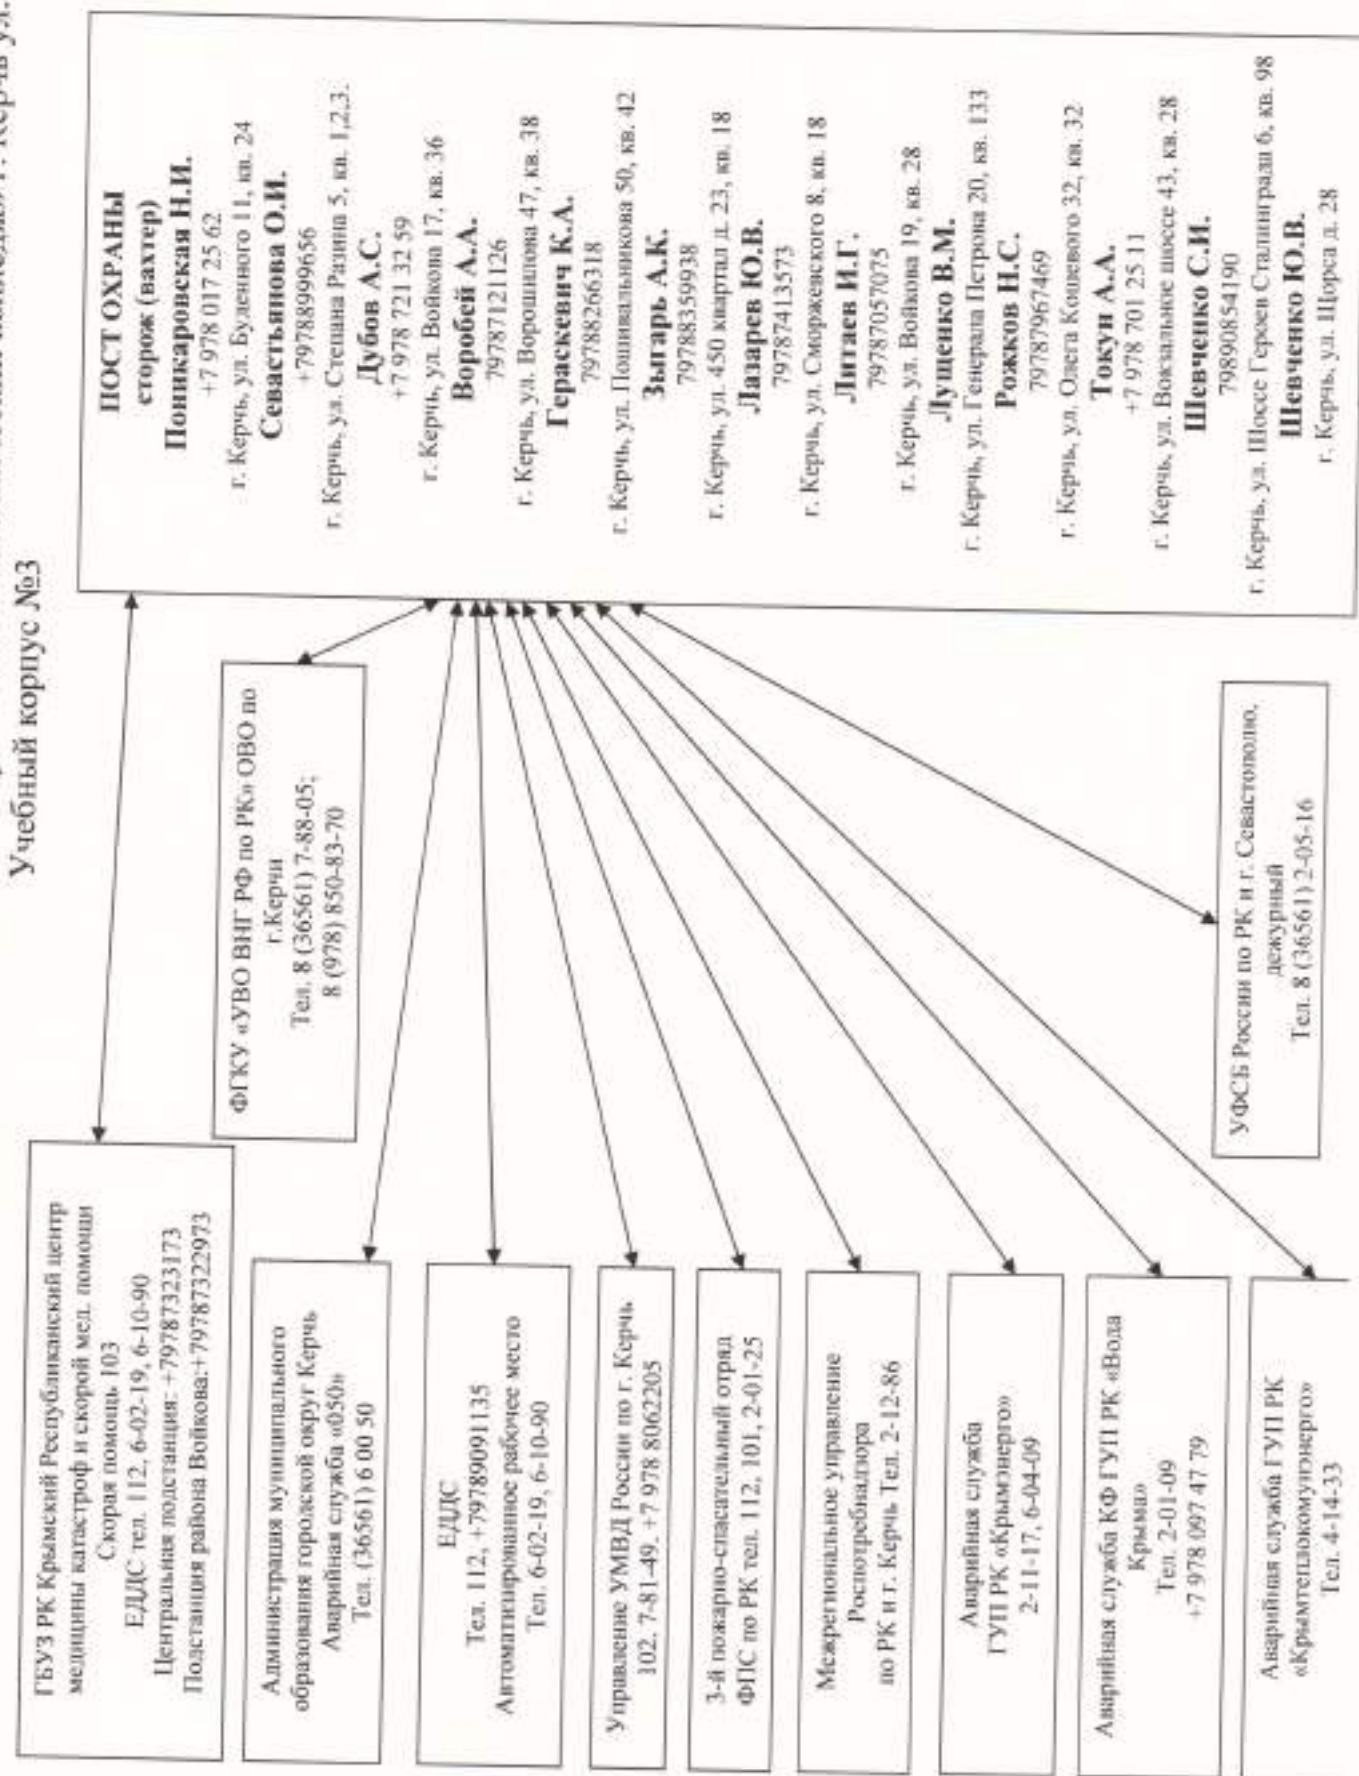 Учебный корпус №3
ПОСТ ОХРАНЫ
сторож (вахтер)
Поникаровская Н.И.
+7 978 017 25 62
г. Керчь, ул. Буденного 11, кв. 24
Севастьянова О.И.
+79788999656
г. Керчь, ул. Степана Разина 5, кв. 1,2,3.
Дубов А.С.
+7 978 721 32 59
г. Керчь, ул. Войкова 17, кв. 36
Воробей А.А.
79787121126
г. Керчь, ул. Ворошилова 47, кв. 38
Гераскевич К.А.
79788266318
г. Керчь, ул. Пошивальникова 50, кв. 42
Зыгарь А.К.
79788359938
г. Керчь, ул. 450 квартал д. 23, кв. 18
Лазарев Ю.В.
79787413573
г. Керчь, ул. Сморжевского 8, кв. 18
Литаев И.Г.
79787057075
г. Керчь, ул. Войкова 19, кв. 28
Лушенко В.М.
г. Керчь, ул. Генерала Петрова 20, кв. 133
Рожков Н.С.
79787967469
г. Керчь, ул. Олега Кошевого 32, кв. 32
Токун А.А.
+7 978 701 25 11
г. Керчь, ул. Вокзальное шоссе 43, кв. 28
Шевченко С.И.
79890854190
г. Керчь, ул. Шоссе Героев Сталинграда 6, кв. 98
Шевченко Ю.В.
г. Керчь, ул. Щорса д. 28
ФГКУ «УВО ВНГ РФ по РК» ОВО по
г.Керчи
Тел. 8 (36561) 7-88-05;
8 (978) 850-83-70
УФСБ России по РК и г. Севастополю,
дежурный
Тел. 8 (36561) 2-05-16
ГБУЗ РК Крымский Республиканский центр
медицины катастроф и скорой мед. помощи
Скорая помощь 103
ЕДДС тел. 112, 6-02-19, 6-10-90
Центральная подстанция: +79787323173
Подстанция района Войкова:+79787322973
Администрация муниципального
образования городской округ Керчь
Аварийная служба «050»
Тел. (36561) 6 00 50
ЕДДС
Тел. 112, +79789091135
Автоматизированное рабочее место
Тел. 6-02-19, 6-10-90
Управление УМВД России по г. Керчь
102, 7-81-49, +7 978 8062205
3-й пожарно-спасательный отряд
ФПС по РК тел. 112, 101, 2-01-25
Межрегиональное управление
Роспотребнадзора
по РК и г. Керчь Тел. 2-12-86
Аварийная служба
ГУП РК «Крымэнерго»
2-11-17, 6-04-09
Аварийная служба КФ ГУП РК «Вода
Крыма»
Тел. 2-01-09
+7 978 097 47 79
Аварийная служба ГУП РК
«Крымтеплокомунэнерго»
Тел. 4-14-33